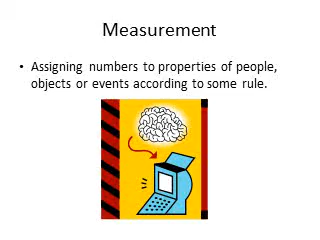 Measurement
• Assigning numbers to properties of people,
objects or events according to some rule.